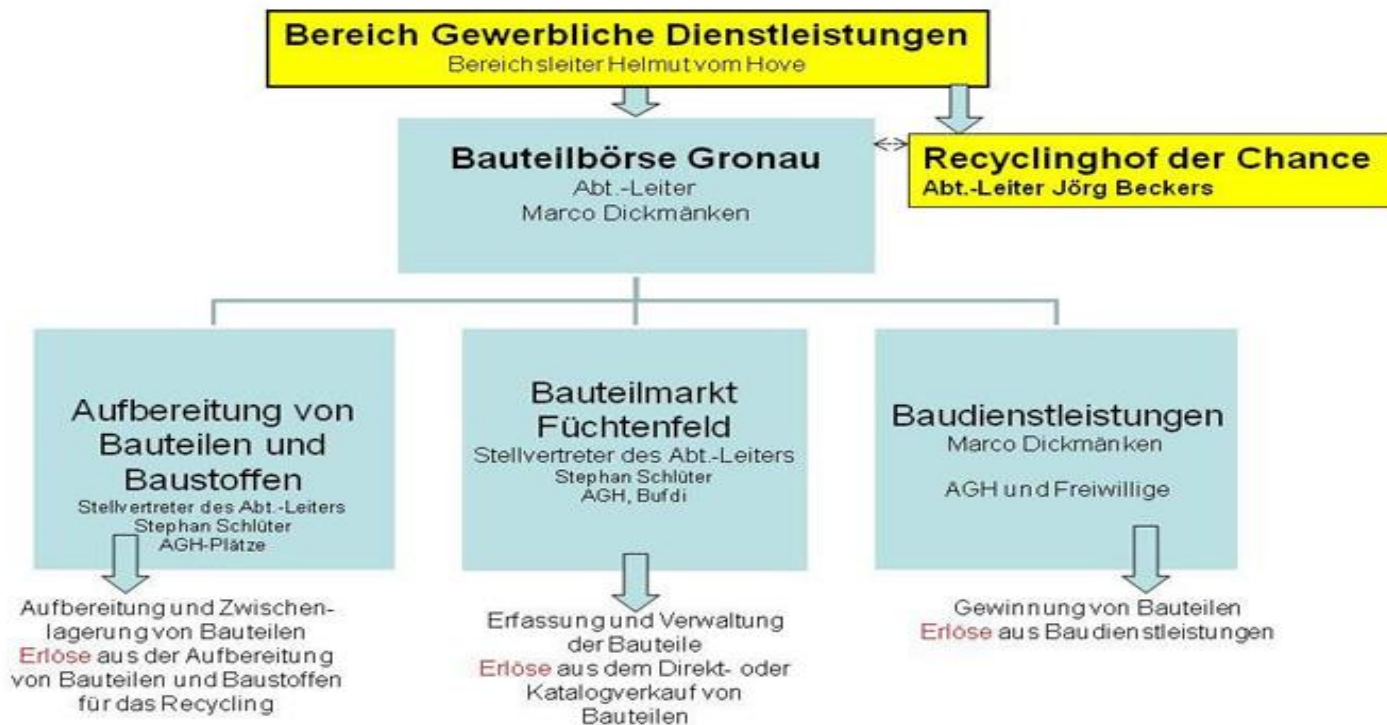 Bereich Gewerbliche Dienstleistungen
Bereichsleiter Helmut vom Hove
Bauteilbörse Gronau
Abt.-Leiter
Marco Dickmänken
Recyclinghof der Chance
Abt.-Leiter Jörg Beckers
Aufbereitung von
Bauteilen und
Baustoffen
Stellvertreter des Abt.-Leiters
Stephan Schlüter
AGH-Plätze
Bauteilmarkt
Füchtenfeld
Stellvertreter des Abt.-Leiters
Stephan Schlüter
AGH, Bufdi
Baudienstleistungen
Marco Dickmänken
AGH und Freiwillige
Aufbereitung und Zwischen-
lagerung von Bauteilen
Erlöse aus der Aufbereitung
von Bauteilen und Baustoffen
für das Recycling
Erfassung und Verwaltung
der Bauteile
Erlöse aus dem Direkt- oder
Katalogverkauf von
Bauteilen
Gewinnung von Bauteilen
Erlöse aus Baudienstleistungen